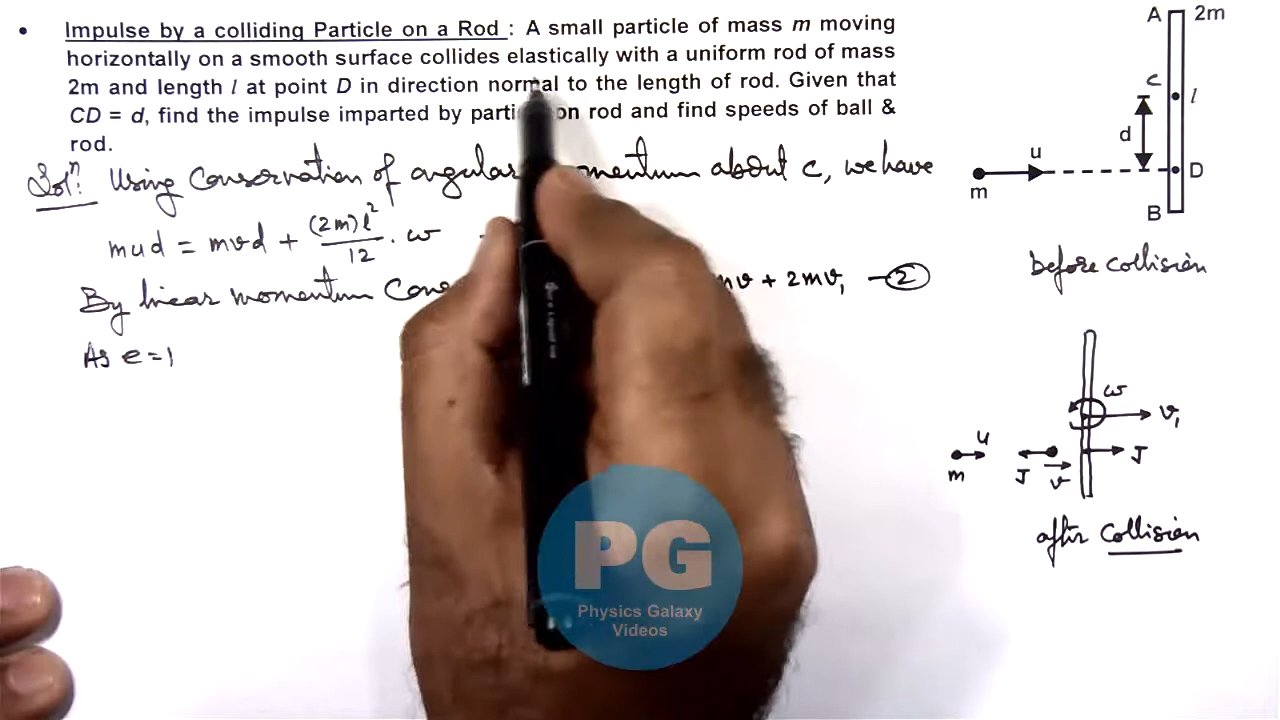 • Impulse by a colliding Particle on a Rod : A small particle of mass m moving
horizontally on a smooth surface collides elastically with a uniform rod of mass
2m and length l at point D in direction normal to the length of rod. Given that
CD = d, find the impulse imparted by parti on rod and find speeds of ball &
rod.
Solⁿ: Using Conservation of angular mentum about C, we have
mud = mvd + (2m)l²/12 · ω
By linear momentum Cons mv + 2mv₁ — ②
As e = 1
A 2m
C l
d
u
m D
B
before collision
ω
v₁
u
m J v J
after collision
PG
Physics Galaxy
Videos